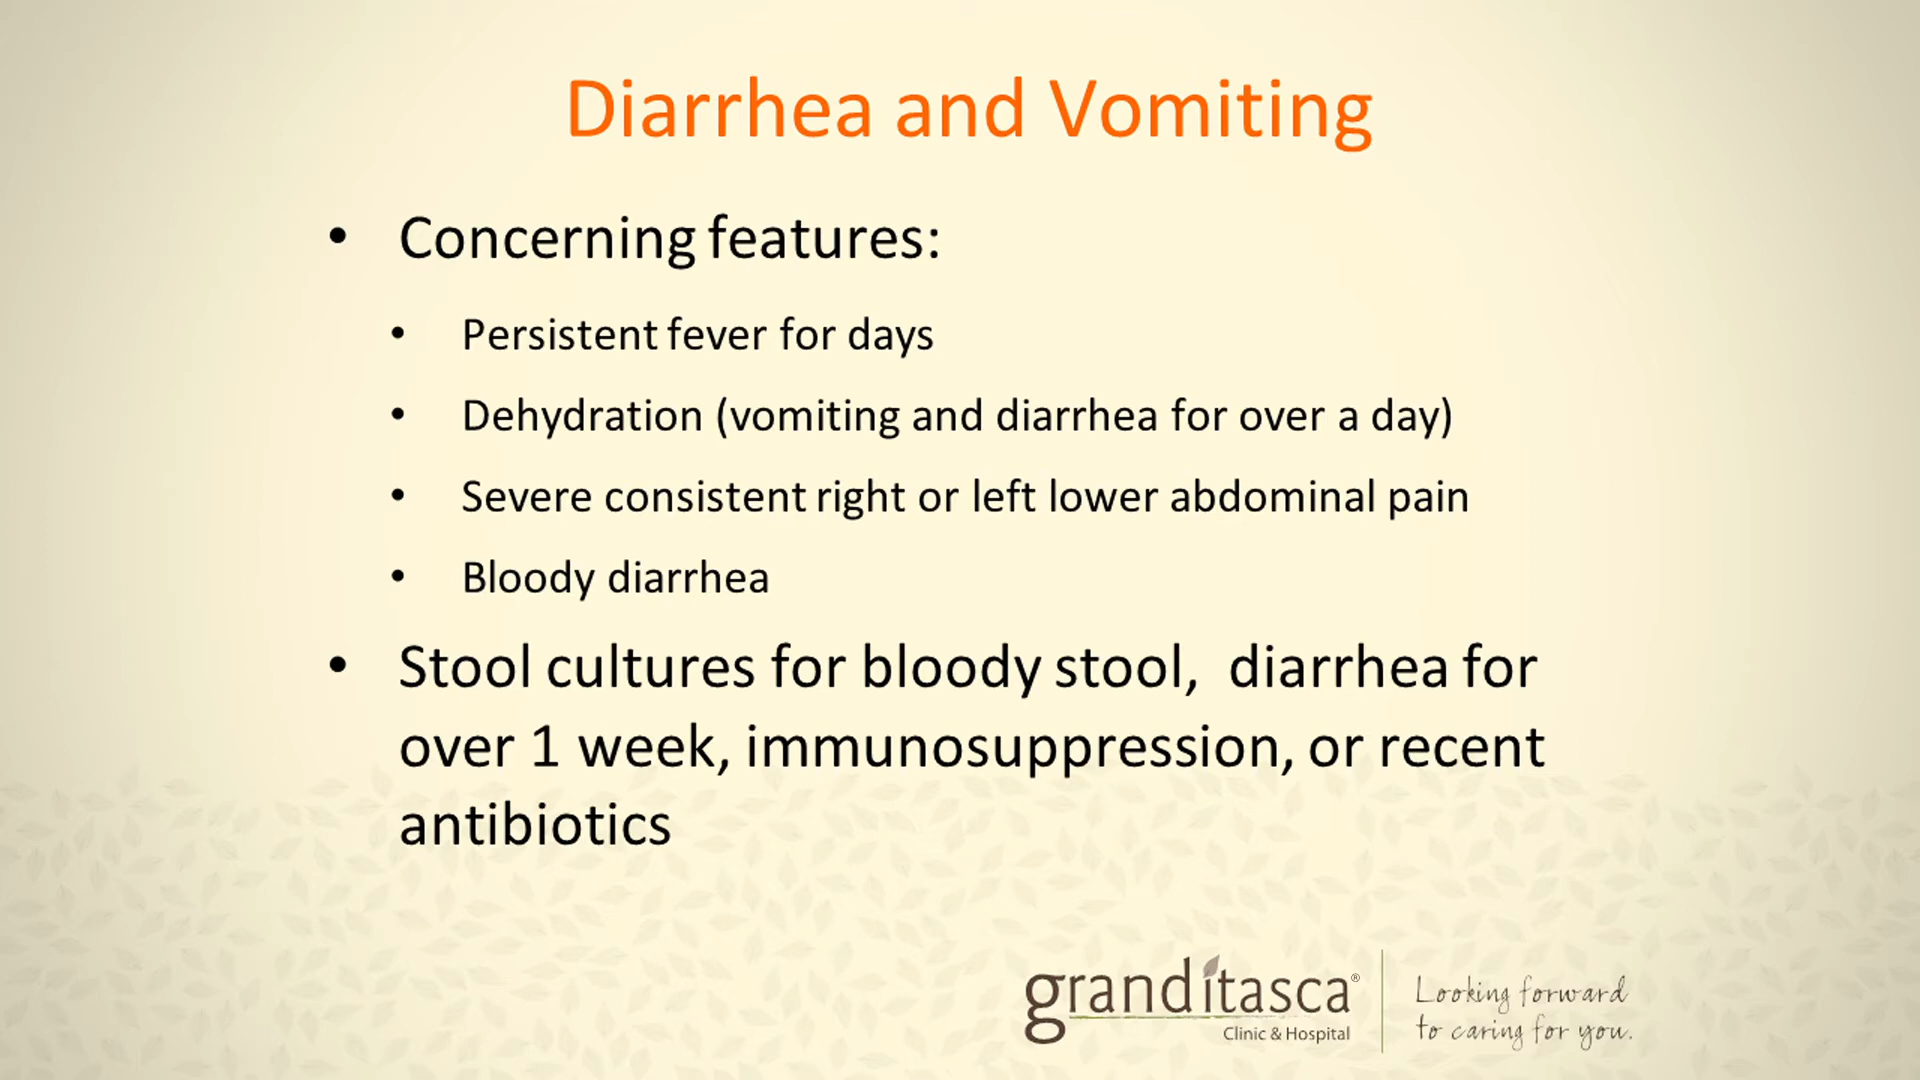 Diarrhea and Vomiting
• Concerning features:
• Persistent fever for days
• Dehydration (vomiting and diarrhea for over a day)
• Severe consistent right or left lower abdominal pain
• Bloody diarrhea
• Stool cultures for bloody stool, diarrhea for
over 1 week, immunosuppression, or recent
antibiotics
granditasca®
Clinic & Hospital
Looking forward
to caring for you.